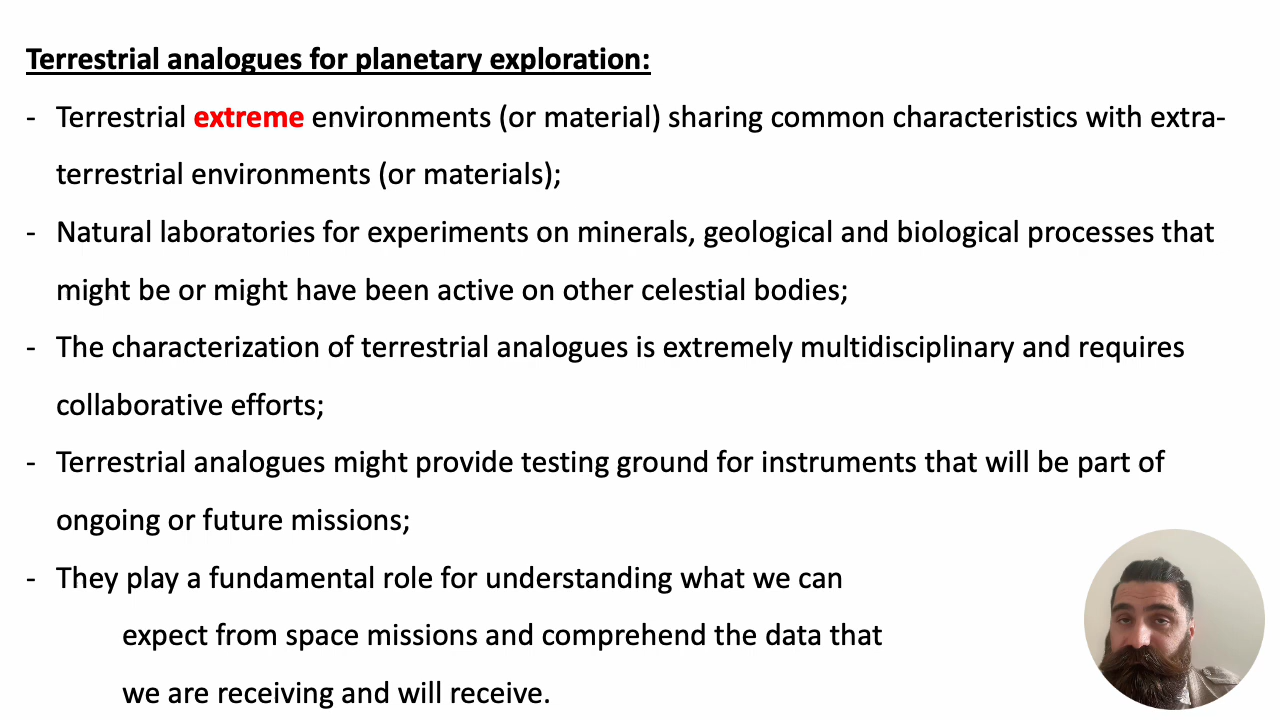 Terrestrial analogues for planetary exploration:
- Terrestrial extreme environments (or material) sharing common characteristics with extra-
terrestrial environments (or materials);
- Natural laboratories for experiments on minerals, geological and biological processes that
might be or might have been active on other celestial bodies;
- The characterization of terrestrial analogues is extremely multidisciplinary and requires
collaborative efforts;
- Terrestrial analogues might provide testing ground for instruments that will be part of
ongoing or future missions;
- They play a fundamental role for understanding what we can
expect from space missions and comprehend the data that
we are receiving and will receive.